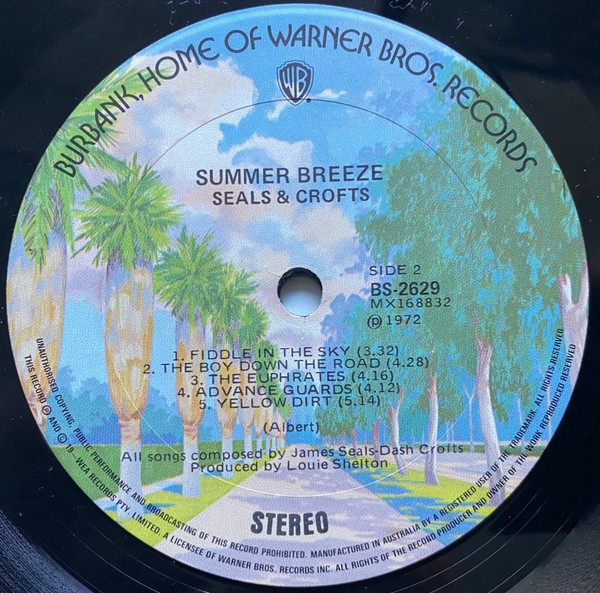 BURBANK, HOME OF WARNER BROS. RECORDS
WB
SUMMER BREEZE
SEALS & CROFTS
SIDE 2
BS-2629
MX168832
℗ 1972
1. FIDDLE IN THE SKY (3.32)
2. THE BOY DOWN THE ROAD (4.28)
3. THE EUPHRATES (4.16)
4. ADVANCE GUARDS (4.12)
5. YELLOW DIRT (5.14)
(Albert)
All songs composed by James Seals-Dash Crofts
Produced by Louie Shelton
STEREO
UNAUTHORISED COPYING, PUBLIC PERFORMANCE AND BROADCASTING OF THIS RECORD PROHIBITED. MANUFACTURED IN AUSTRALIA BY A REGISTERED USER OF THE TRADEMARK. ALL RIGHTS RESERVED
THIS RECORD ℗ AND © 19- WEA RECORDS PTY. LIMITED. A LICENSEE OF WARNER BROS. RECORDS INC. ALL RIGHTS OF THE RECORD PRODUCER AND OWNER OF THE WORK REPRODUCED RESERVED